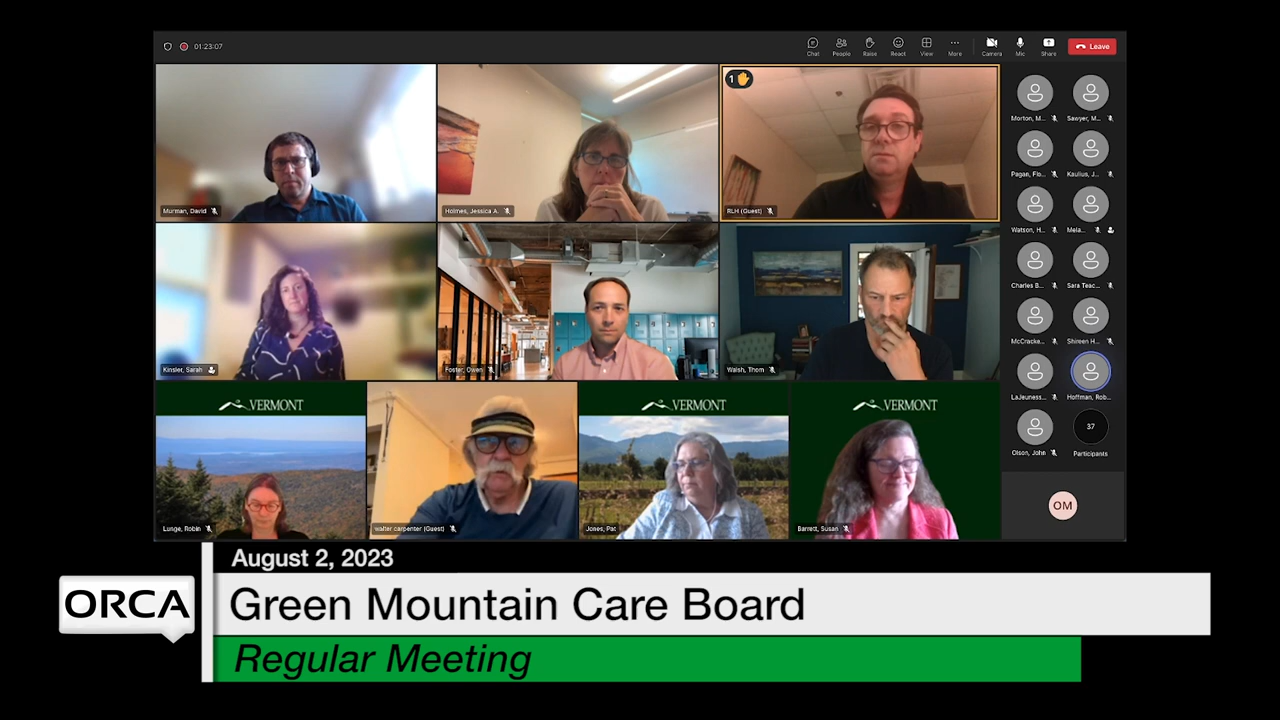 01:23:07
Chat People Raise React View More Camera Mic Share Leave
1
Murman, David
Holmes, Jessica A.
RLH (Guest)
Kinsler, Sarah
Foster, Owen
Walsh, Thom
VERMONT
VERMONT
VERMONT
Lunge, Robin
walter carpenter (Guest)
Jones, Pat
Barrett, Susan
Morton, M... Sawyer, M...
Pagan, Flo... Kaulius, J...
Watson, H... Mela...
Charles B... Sara Teac...
McCracke... Shireen H...
LaJeuness... Hoffman, Rob...
37
Olson, John Participants
OM
August 2, 2023
ORCA
Green Mountain Care Board
Regular Meeting